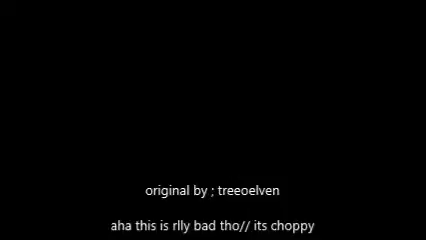 original by ; treeoelven
aha this is rlly bad tho// its choppy